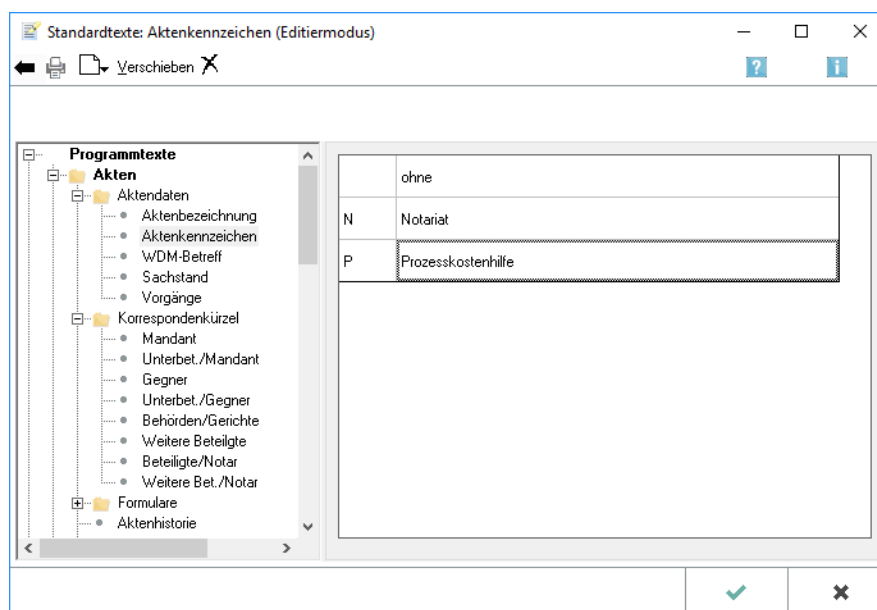 Standardtexte: Aktenkennzeichen (Editiermodus)
Verschieben
?
i
Programmtexte
Akten
Aktendaten
Aktenbezeichnung
Aktenkennzeichen
WDM-Betreff
Sachstand
Vorgänge
Korrespondenkürzel
Mandant
Unterbet./Mandant
Gegner
Unterbet./Gegner
Behörden/Gerichte
Weitere Beteilgte
Beteiligte/Notar
Weitere Bet./Notar
Formulare
Aktenhistorie
ohne
N Notariat
P Prozesskostenhilfe